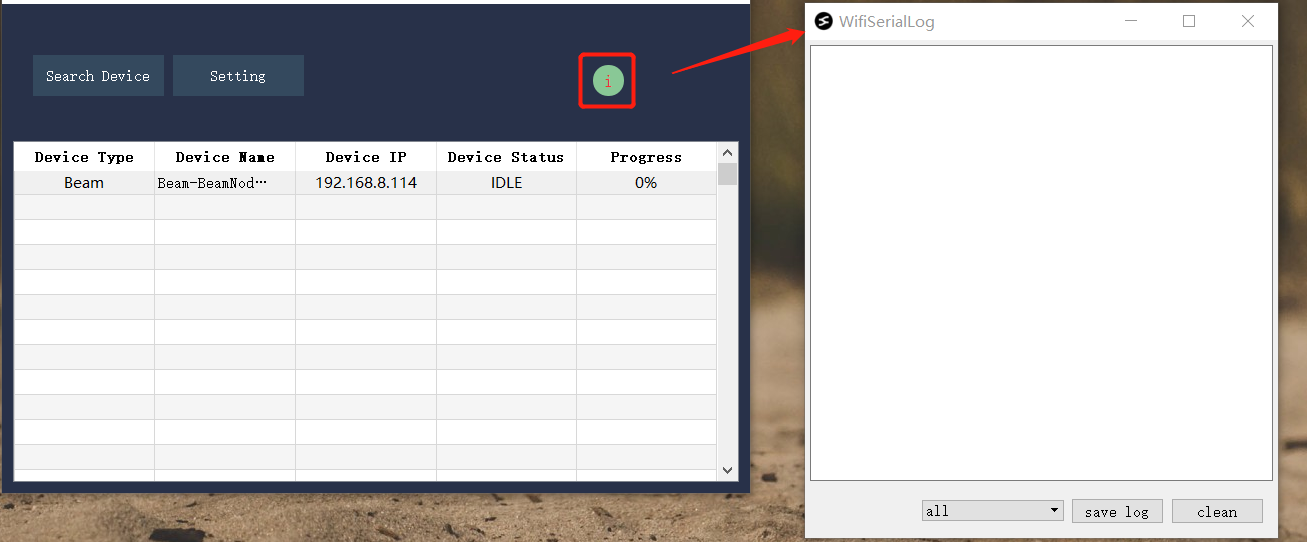 Search Device
Setting
i
Device Type Device Name Device IP Device Status Progress
Beam Beam-BeamNod… 192.168.8.114 IDLE 0%
WifiSerialLog
all
save log
clean